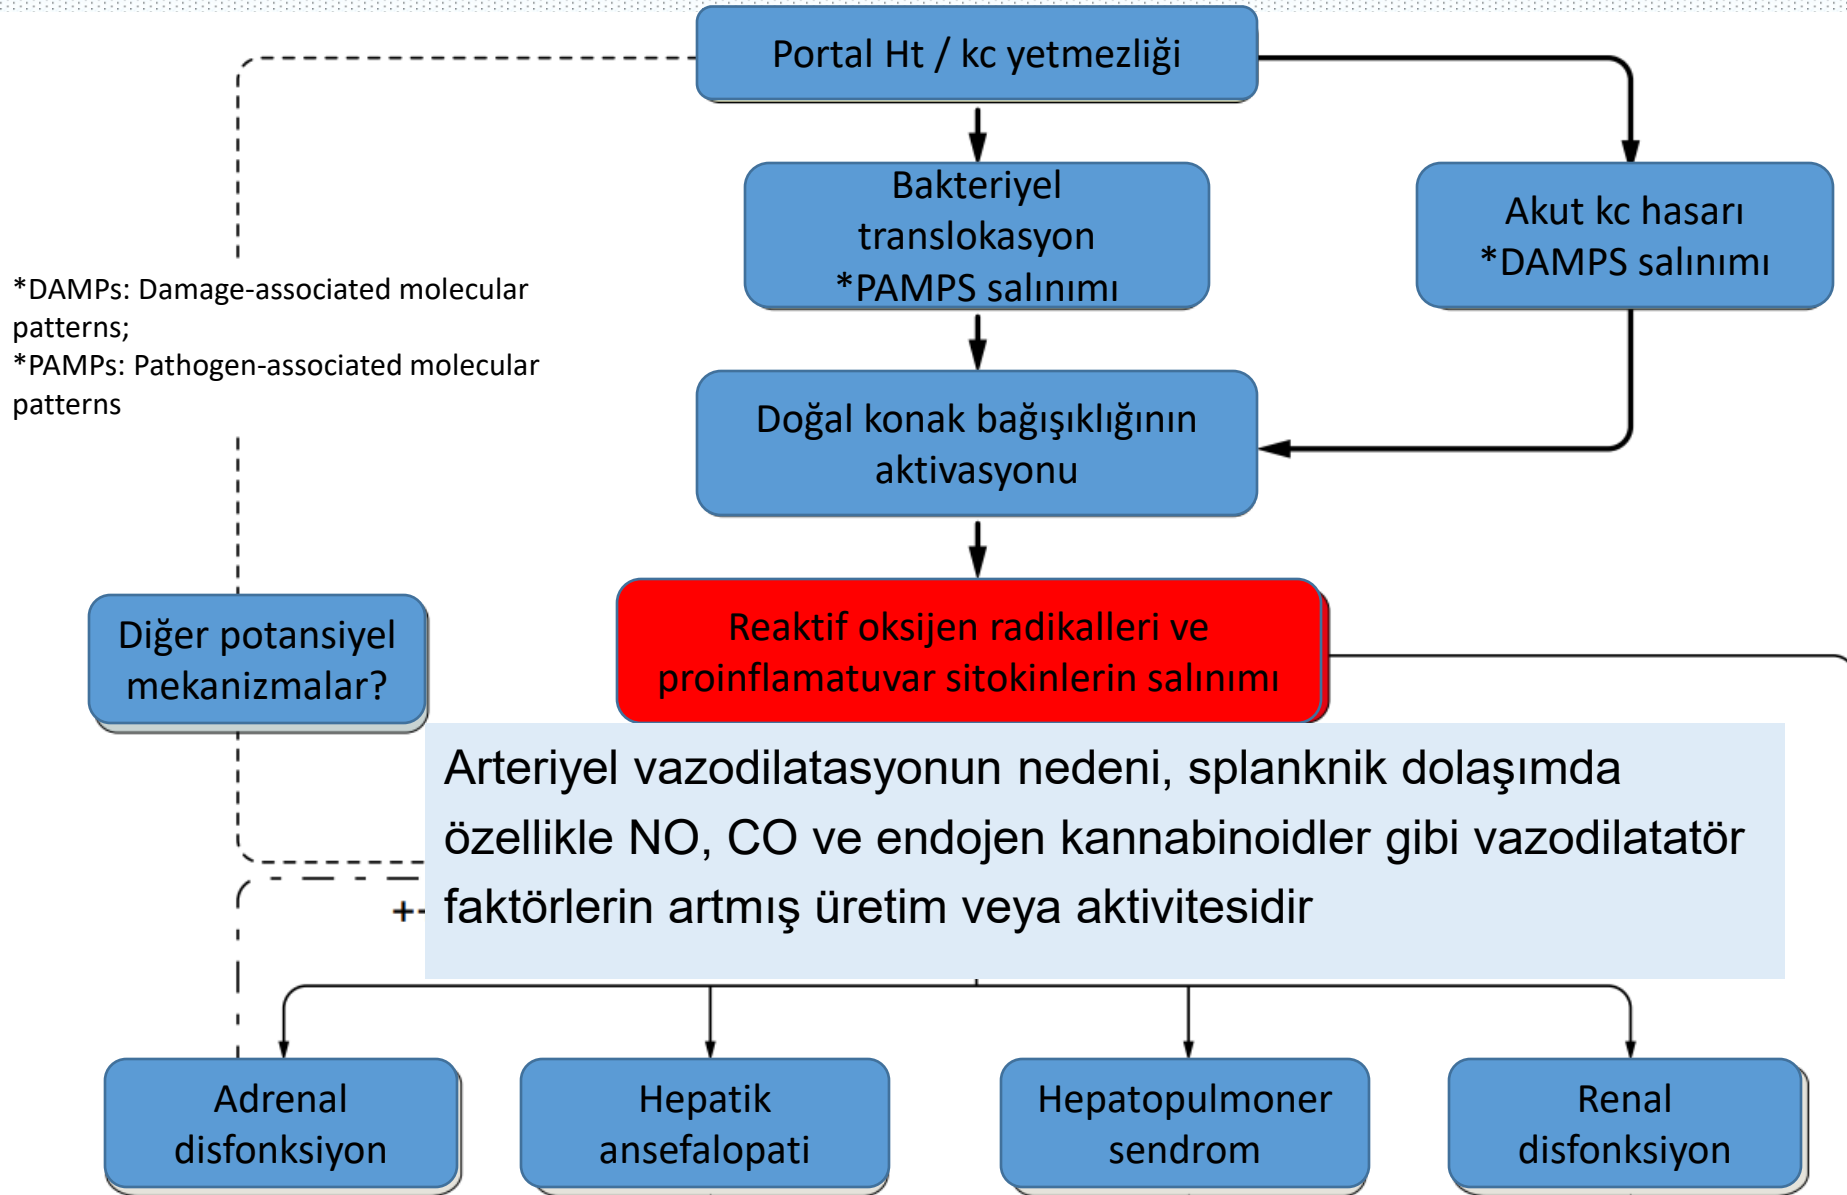 Portal Ht / kc yetmezliği
Bakteriyel
translokasyon
*PAMPS salınımı
Akut kc hasarı
*DAMPS salınımı
*DAMPs: Damage-associated molecular
patterns;
*PAMPs: Pathogen-associated molecular
patterns
Doğal konak bağışıklığının
aktivasyonu
Diğer potansiyel
mekanizmalar?
Reaktif oksijen radikalleri ve
proinflamatuvar sitokinlerin salınımı
Arteriyel vazodilatasyonun nedeni, splanknik dolaşımda
özellikle NO, CO ve endojen kannabinoidler gibi vazodilatatör
faktörlerin artmış üretim veya aktivitesidir
Adrenal
disfonksiyon
Hepatik
ansefalopati
Hepatopulmoner
sendrom
Renal
disfonksiyon